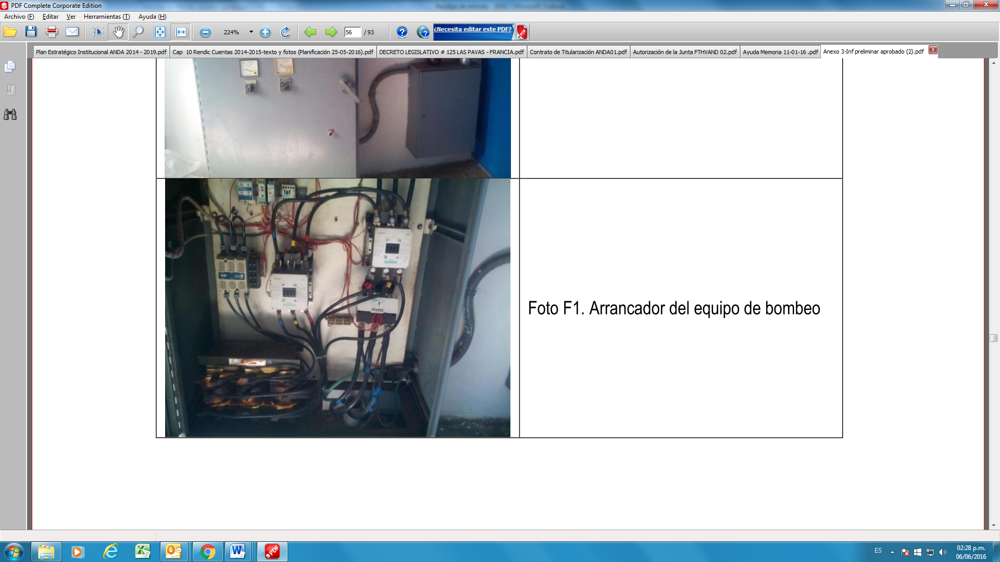 PDF Complete Corporate Edition
Archivo (F) Editar Ver Herramientas (T) Ayuda (H)
224% 56 / 93 ¿Necesita editar este PDF? PDF
Plan Estratégico Institucional ANDA 2014 - 2019.pdf Cap 10 Rendic Cuentas 2014-2015-texto y fotos (Planificación 25-05-2016).pdf DECRETO LEGISLATIVO # 125 LAS PAVAS - FRANCIA.pdf Contrato de Titularización ANDA01.pdf Autorización de la Junta FTHVAND 02.pdf Ayuda Memoria 11-01-16 .pdf Anexo 3-Inf preliminar aprobado (2).pdf
Foto F1. Arrancador del equipo de bombeo
ES 02:28 p.m.
06/06/2016